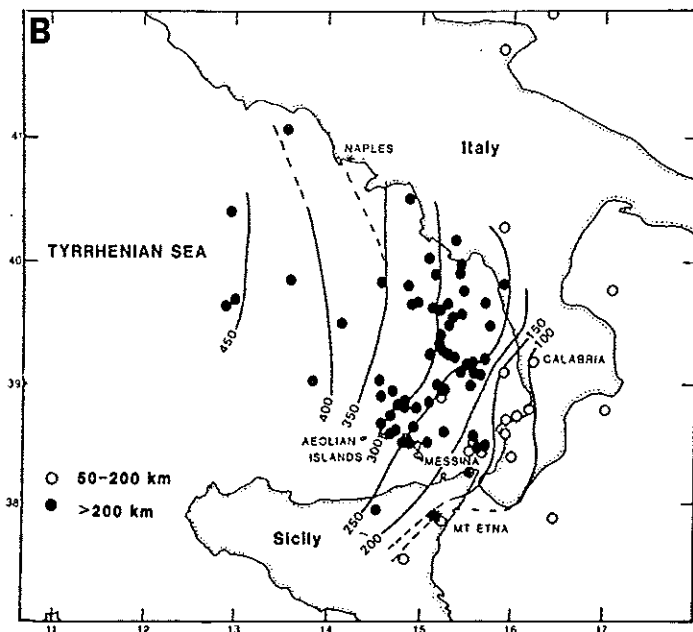 B
41
NAPLES
Italy
TYRRHENIAN SEA
40
450
400
350
300
150
100
CALABRIA
39
AEOLIAN
ISLANDS
MESSINA
50-200 km
>200 km
38
250
200
Sicily
MT ETNA
11
12
13
14
15
16
17